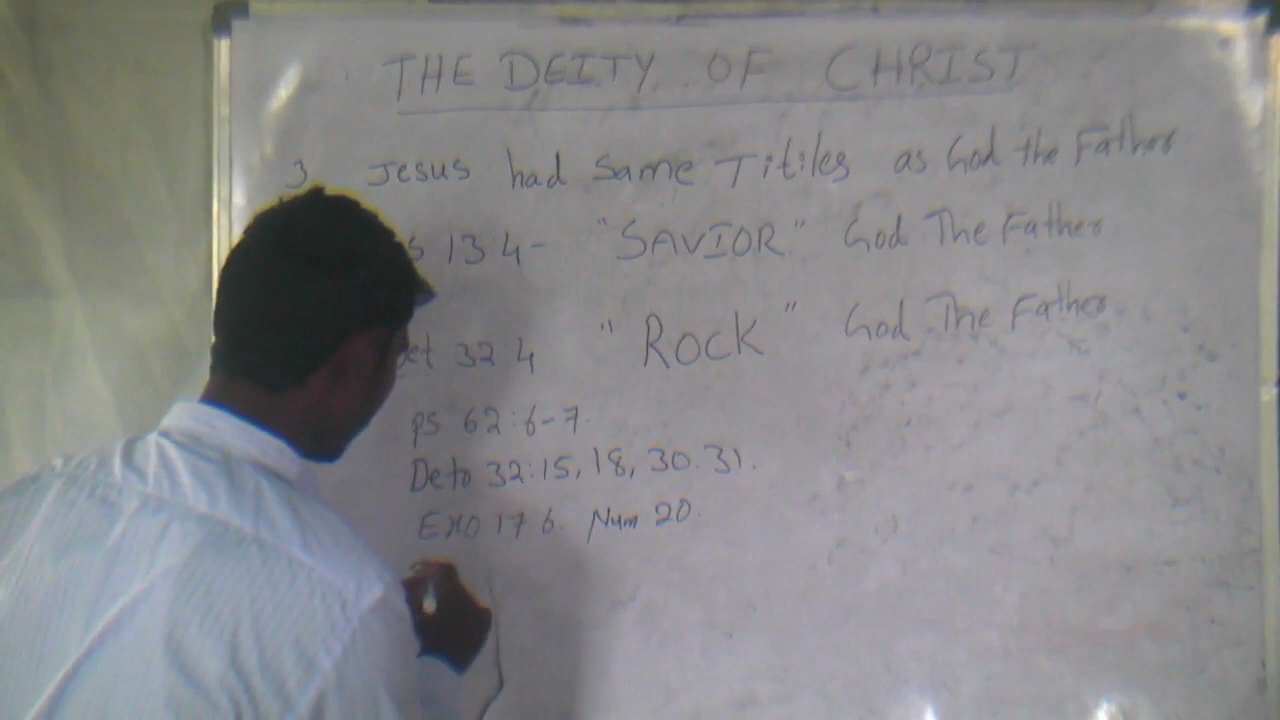 THE DEITY OF CHRIST
3 Jesus had Same Titiles as God the Father
s 13:4- "SAVIOR" God The Father
et 32:4 "ROCK" God The Father
ps 62:6-7.
Deto 32:15, 18, 30. 31.
EXO 17 6. Num 20.